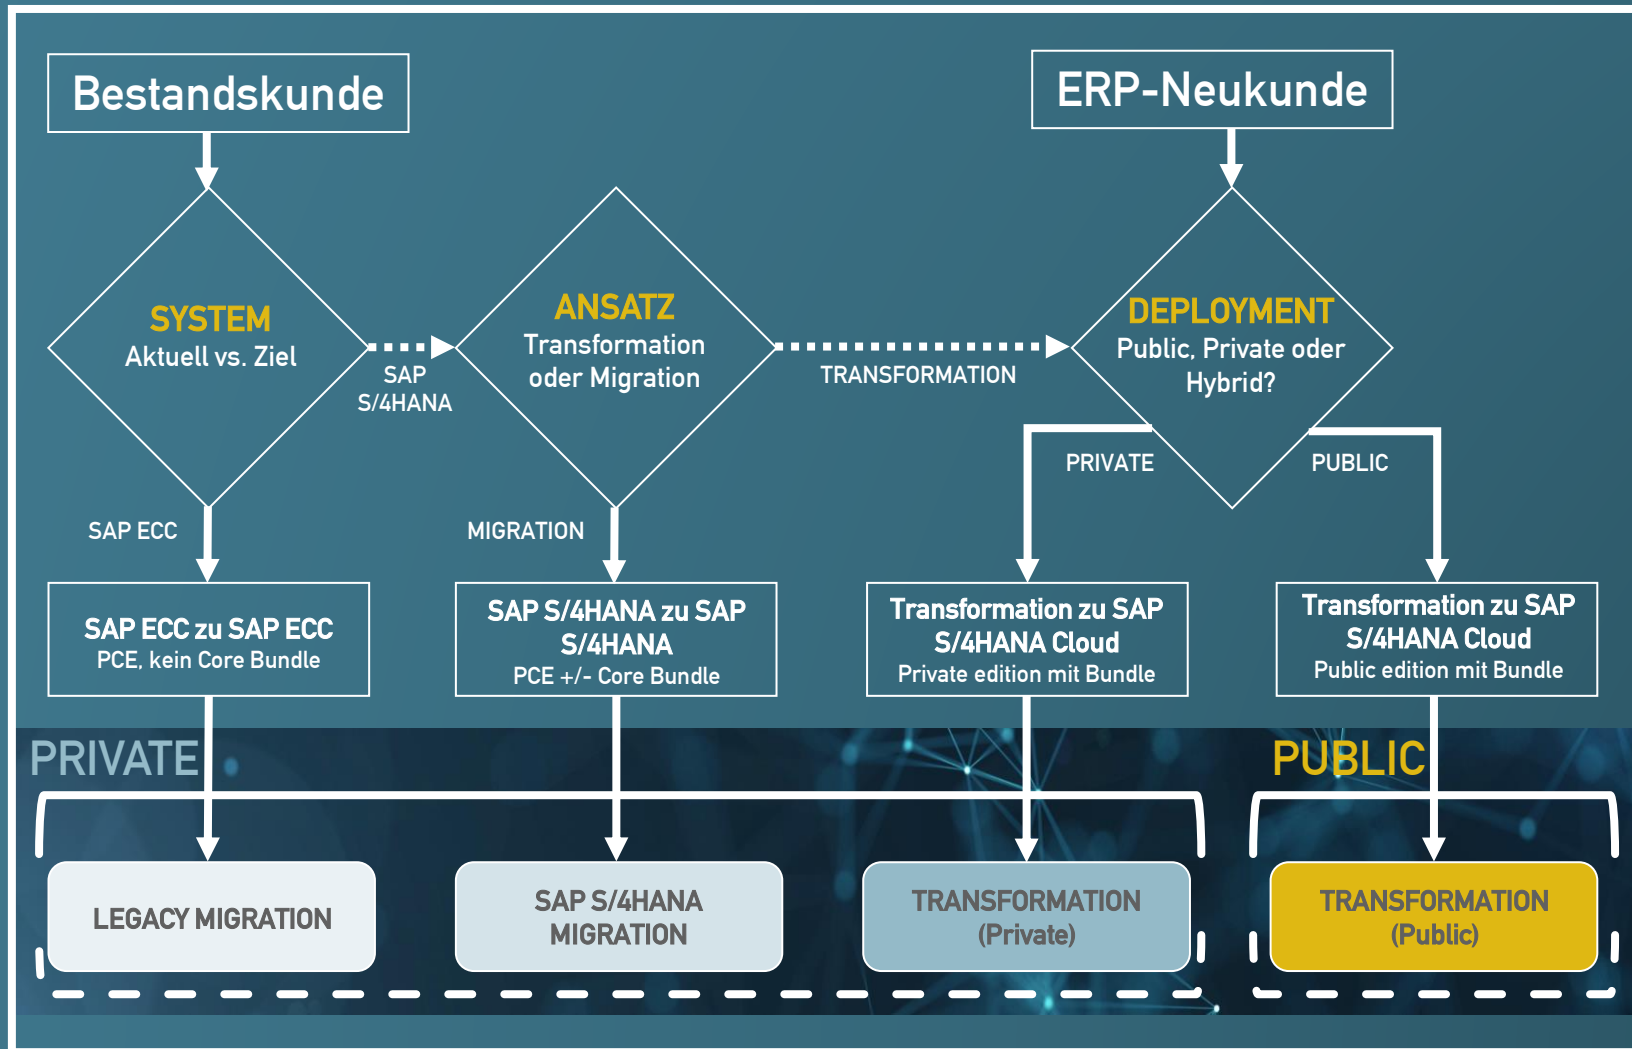 Bestandskunde
ERP-Neukunde
SYSTEM
Aktuell vs. Ziel
SAP
S/4HANA
ANSATZ
Transformation
oder Migration
TRANSFORMATION
DEPLOYMENT
Public, Private oder
Hybrid?
PRIVATE
PUBLIC
SAP ECC
MIGRATION
SAP ECC zu SAP ECC
PCE, kein Core Bundle
SAP S/4HANA zu SAP
S/4HANA
PCE +/- Core Bundle
Transformation zu SAP
S/4HANA Cloud
Private edition mit Bundle
Transformation zu SAP
S/4HANA Cloud
Public edition mit Bundle
PRIVATE
PUBLIC
LEGACY MIGRATION
SAP S/4HANA
MIGRATION
TRANSFORMATION
(Private)
TRANSFORMATION
(Public)